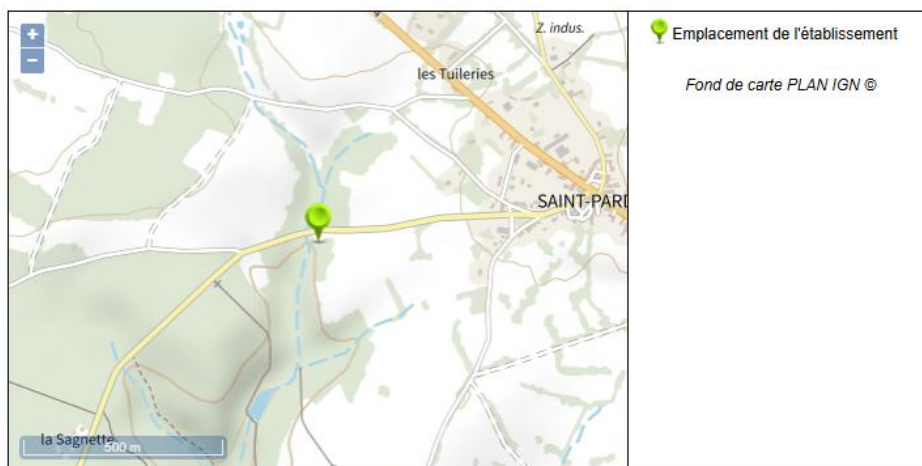 +
−
Z. indus.
les Tuileries
SAINT-PARD
la Sagnette
500 m
Emplacement de l'établissement
Fond de carte PLAN IGN ©